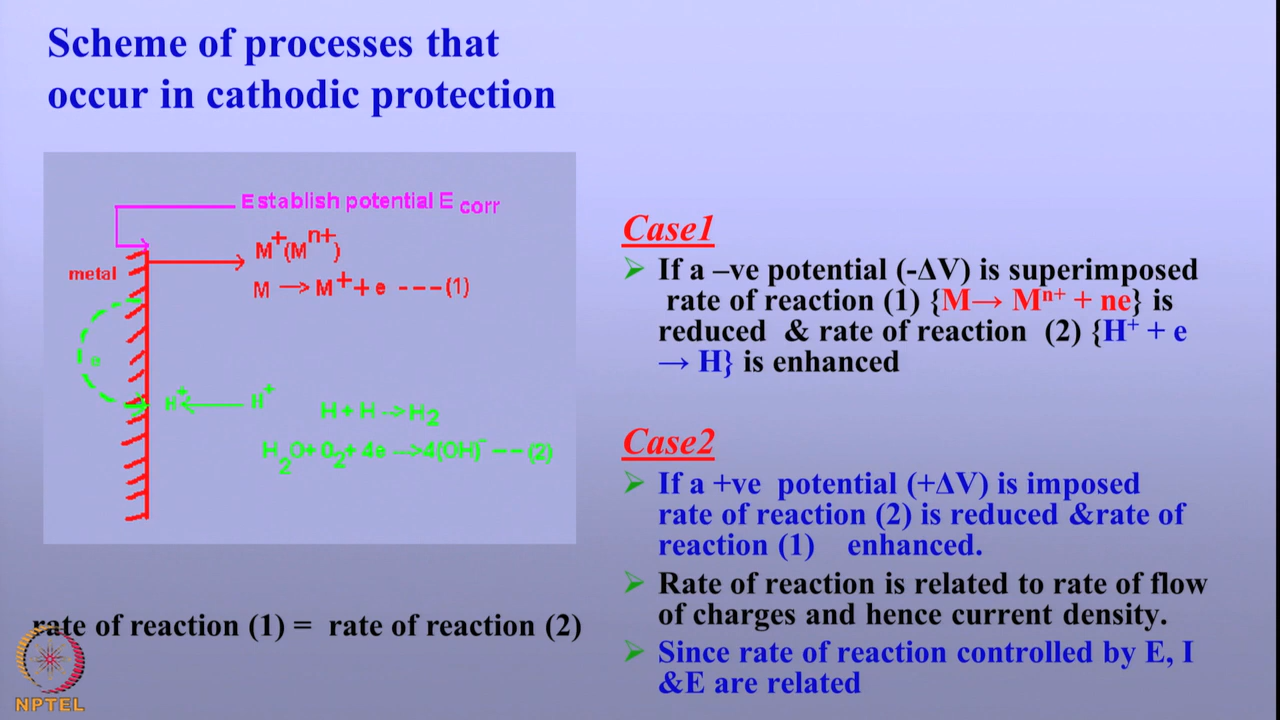 Scheme of processes that
occur in cathodic protection
Establish potential E corr
metal
M⁺(Mⁿ⁺)
M → M⁺ + e ---(1)
e
H⁺ ← H⁺
H + H → H₂
H₂O + O₂ + 4e → 4(OH)⁻ -- (2)
rate of reaction (1) = rate of reaction (2)
Case1
➢ If a –ve potential (-ΔV) is superimposed
rate of reaction (1) {M→ Mⁿ⁺ + ne} is
reduced & rate of reaction (2) {H⁺ + e
→ H} is enhanced
Case2
➢ If a +ve potential (+ΔV) is imposed
rate of reaction (2) is reduced &rate of
reaction (1) enhanced.
➢ Rate of reaction is related to rate of flow
of charges and hence current density.
➢ Since rate of reaction controlled by E, I
&E are related
NPTEL